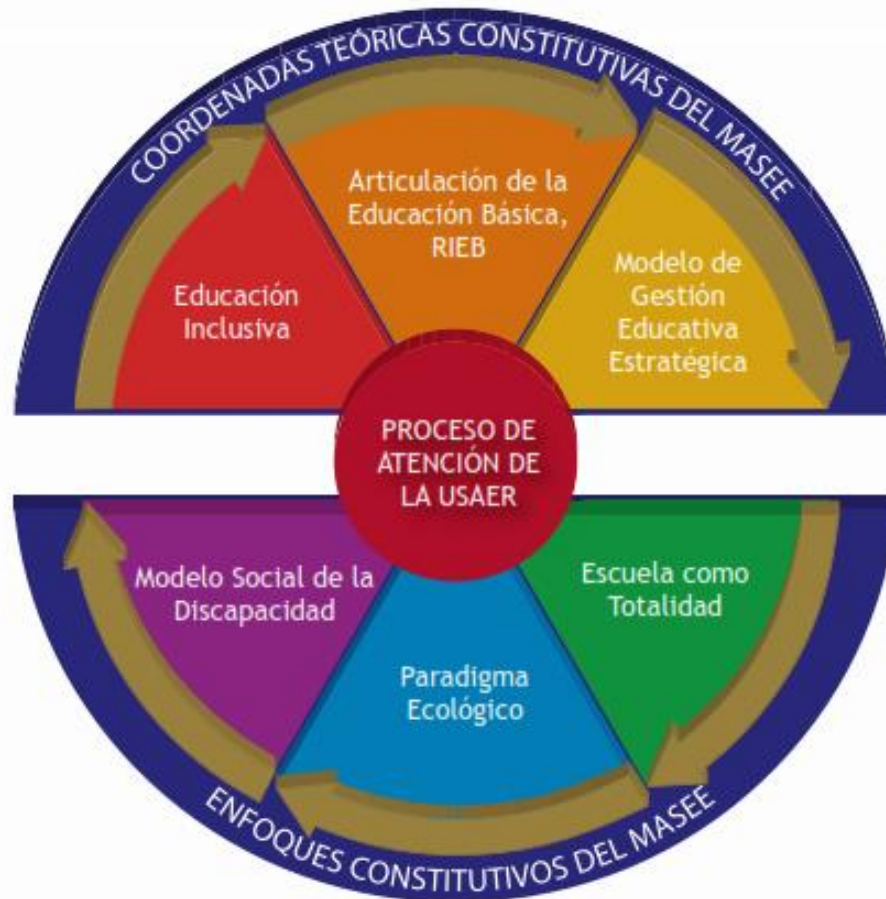 COORDENADAS TEÓRICAS CONSTITUTIVAS DEL MASEE
Articulación de la
Educación Básica,
RIEB
Educación
Inclusiva
Modelo de
Gestión
Educativa
Estratégica
PROCESO DE
ATENCIÓN DE
LA USAER
Modelo Social de la
Discapacidad
Escuela como
Totalidad
Paradigma
Ecológico
ENFOQUES CONSTITUTIVOS DEL MASEE